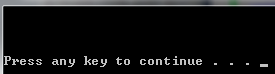 Press any key to continue . . . _